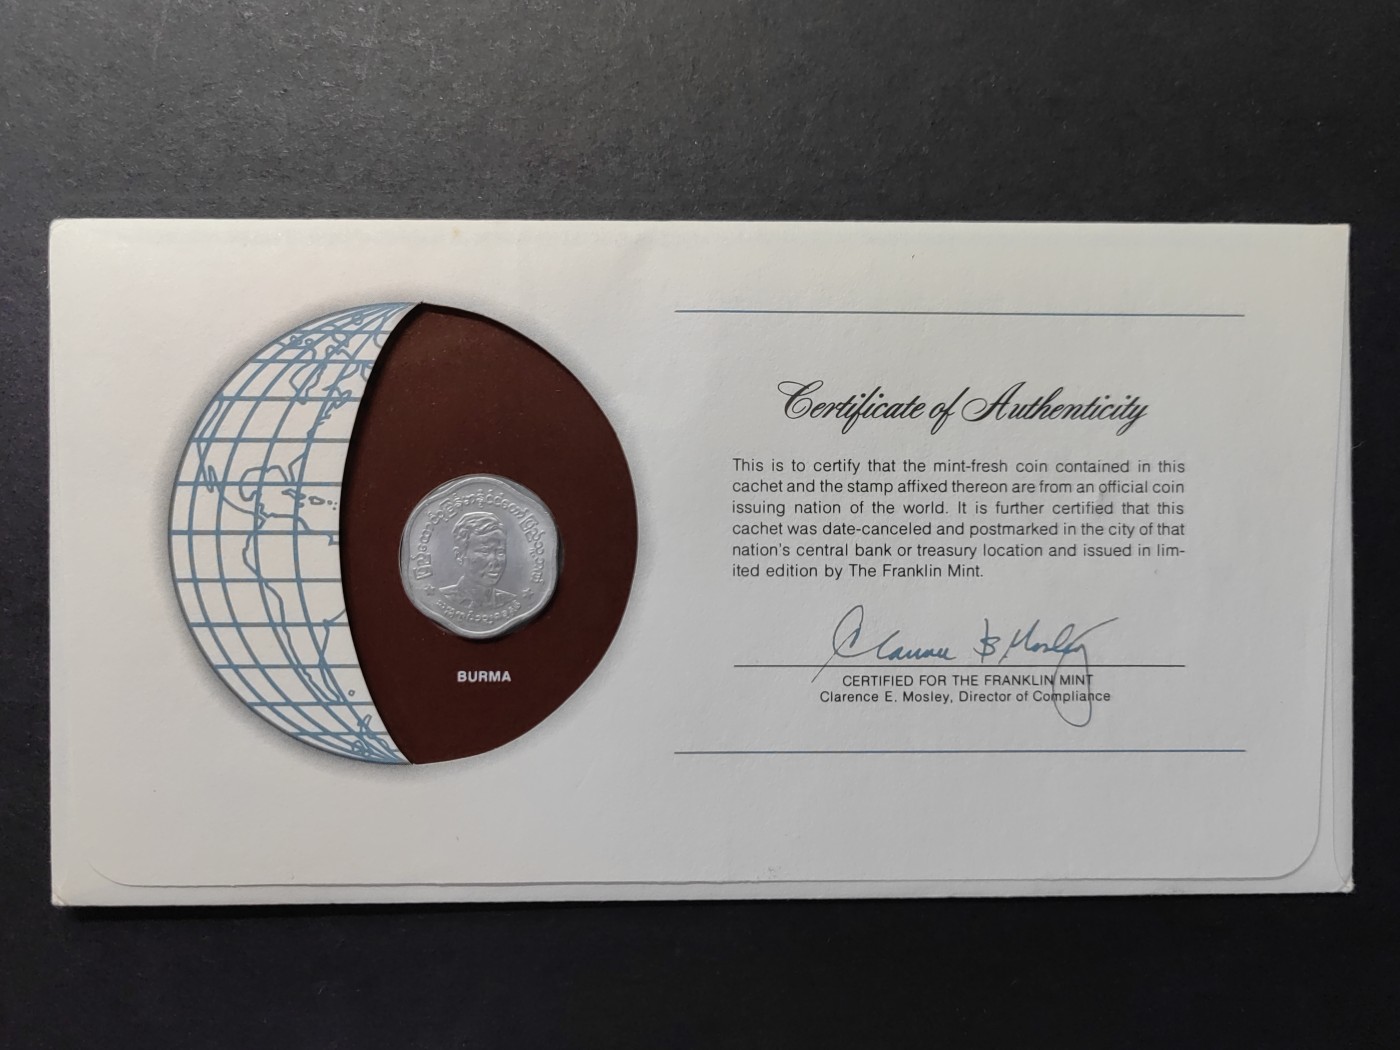 BURMA
Certificate of Authenticity
This is to certify that the mint-fresh coin contained in this
cachet and the stamp affixed thereon are from an official coin
issuing nation of the world. It is further certified that this
cachet was date-canceled and postmarked in the city of that
nation's central bank or treasury location and issued in lim-
ited edition by The Franklin Mint.
CERTIFIED FOR THE FRANKLIN MINT
Clarence E. Mosley, Director of Compliance